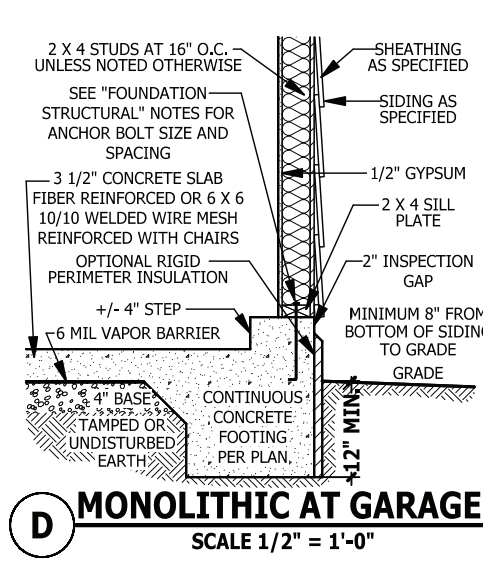 2 X 4 STUDS AT 16" O.C.
UNLESS NOTED OTHERWISE
SEE "FOUNDATION
STRUCTURAL" NOTES FOR
ANCHOR BOLT SIZE AND
SPACING
3 1/2" CONCRETE SLAB
FIBER REINFORCED OR 6 X 6
10/10 WELDED WIRE MESH
REINFORCED WITH CHAIRS
OPTIONAL RIGID
PERIMETER INSULATION
+/- 4" STEP
6 MIL VAPOR BARRIER
4" BASE
TAMPED OR
UNDISTURBED
EARTH
CONTINUOUS
CONCRETE
FOOTING
PER PLAN
SHEATHING
AS SPECIFIED
SIDING AS
SPECIFIED
1/2" GYPSUM
2 X 4 SILL
PLATE
2" INSPECTION
GAP
MINIMUM 8" FROM
BOTTOM OF SIDING
TO GRADE
GRADE
12" MIN.
D
MONOLITHIC AT GARAGE
SCALE 1/2" = 1'-0"